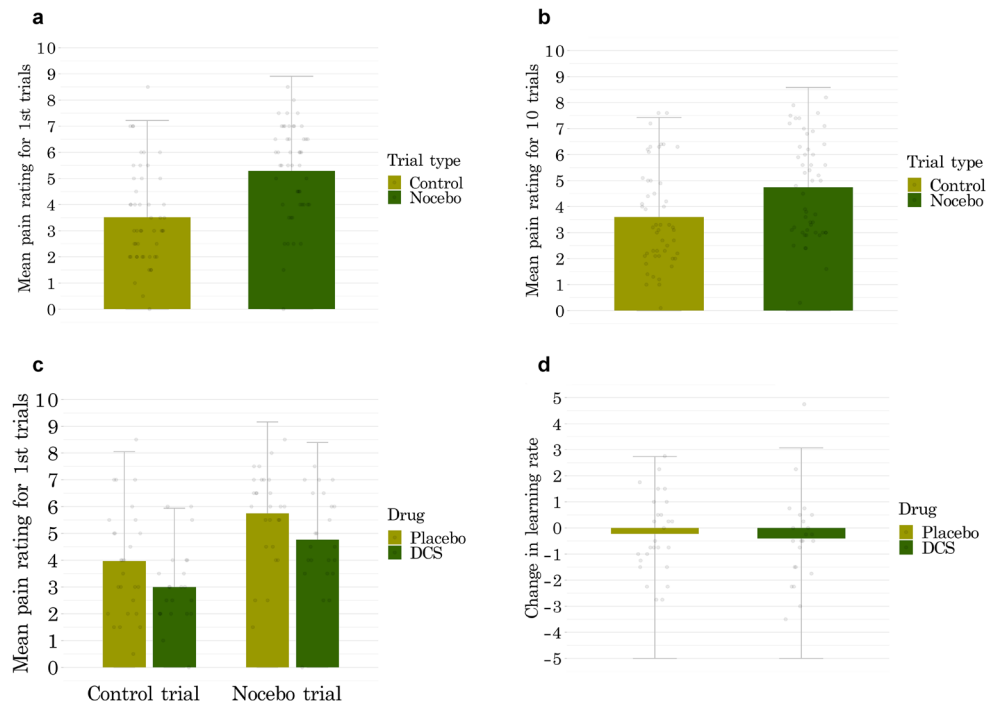 a
Mean pain rating for 1st trials
10
9
8
7
6
5
4
3
2
1
0
Trial type
Control
Nocebo
b
Mean pain rating for 10 trials
10
9
8
7
6
5
4
3
2
1
0
Trial type
Control
Nocebo
c
Mean pain rating for 1st trials
10
9
8
7
6
5
4
3
2
1
0
Control trial
Nocebo trial
Drug
Placebo
DCS
d
Change in learning rate
5
4
3
2
1
0
-1
-2
-3
-4
-5
Drug
Placebo
DCS